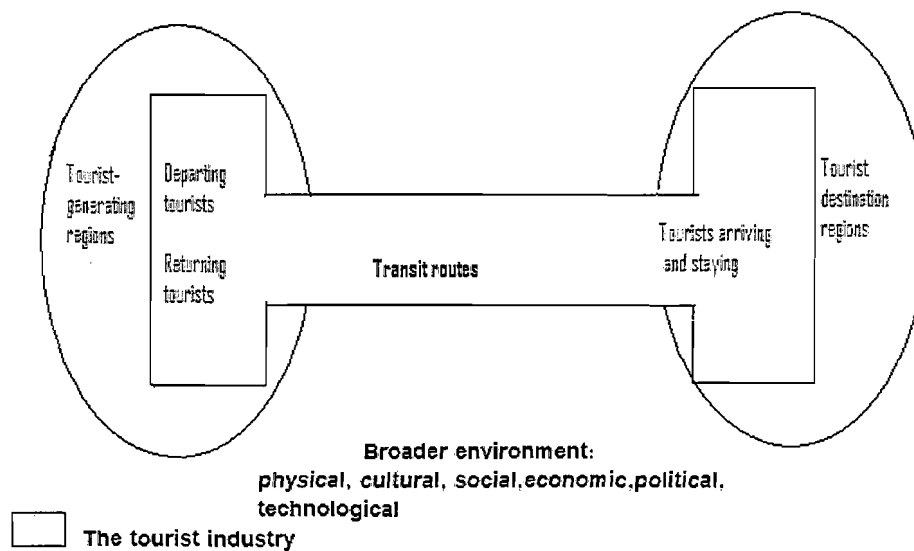 Tourist-
generating
regions
Departing
tourists
Returning
tourists
Transit routes
Tourists arriving
and staying
Tourist
destination
regions
Broader environment:
physical, cultural, social,economic,political,
technological
The tourist industry